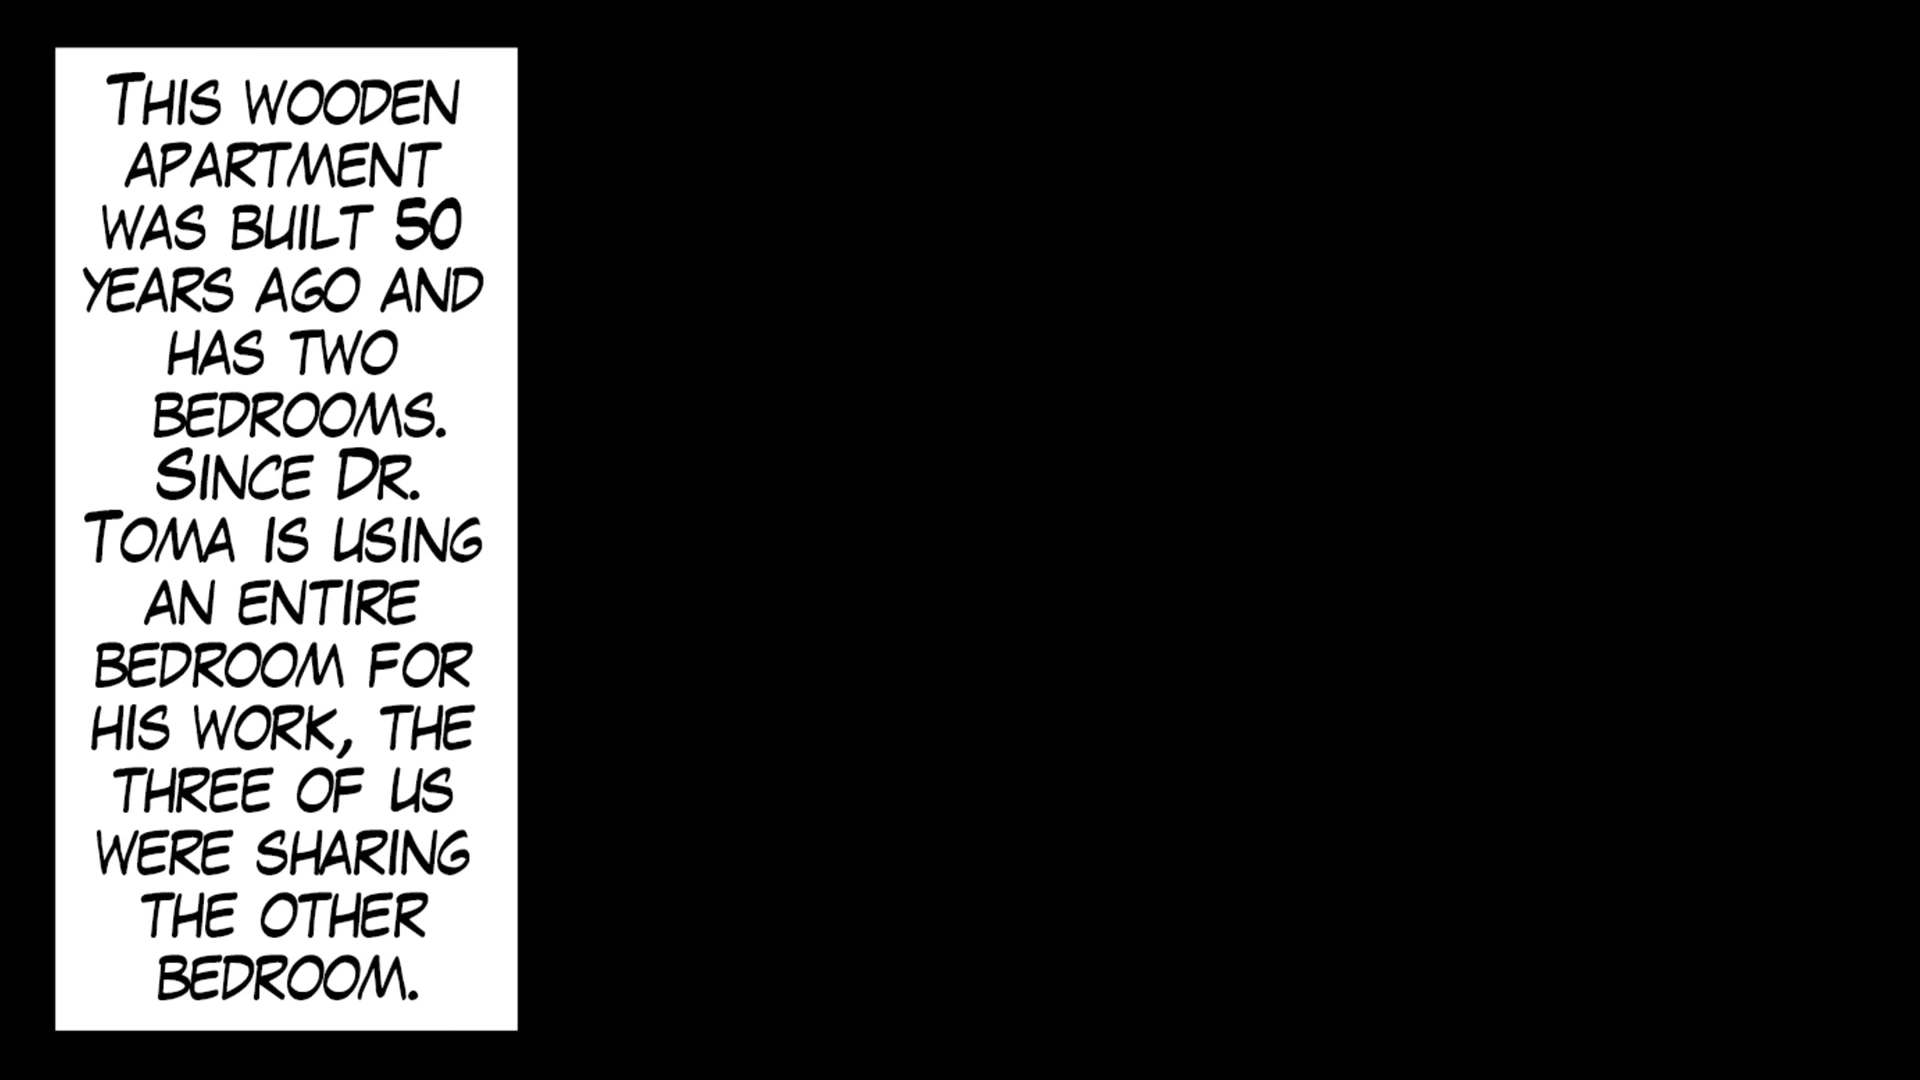 THIS WOODEN
APARTMENT
WAS BUILT 50
YEARS AGO AND
HAS TWO
BEDROOMS.
SINCE DR.
TOMA IS USING
AN ENTIRE
BEDROOM FOR
HIS WORK, THE
THREE OF US
WERE SHARING
THE OTHER
BEDROOM.